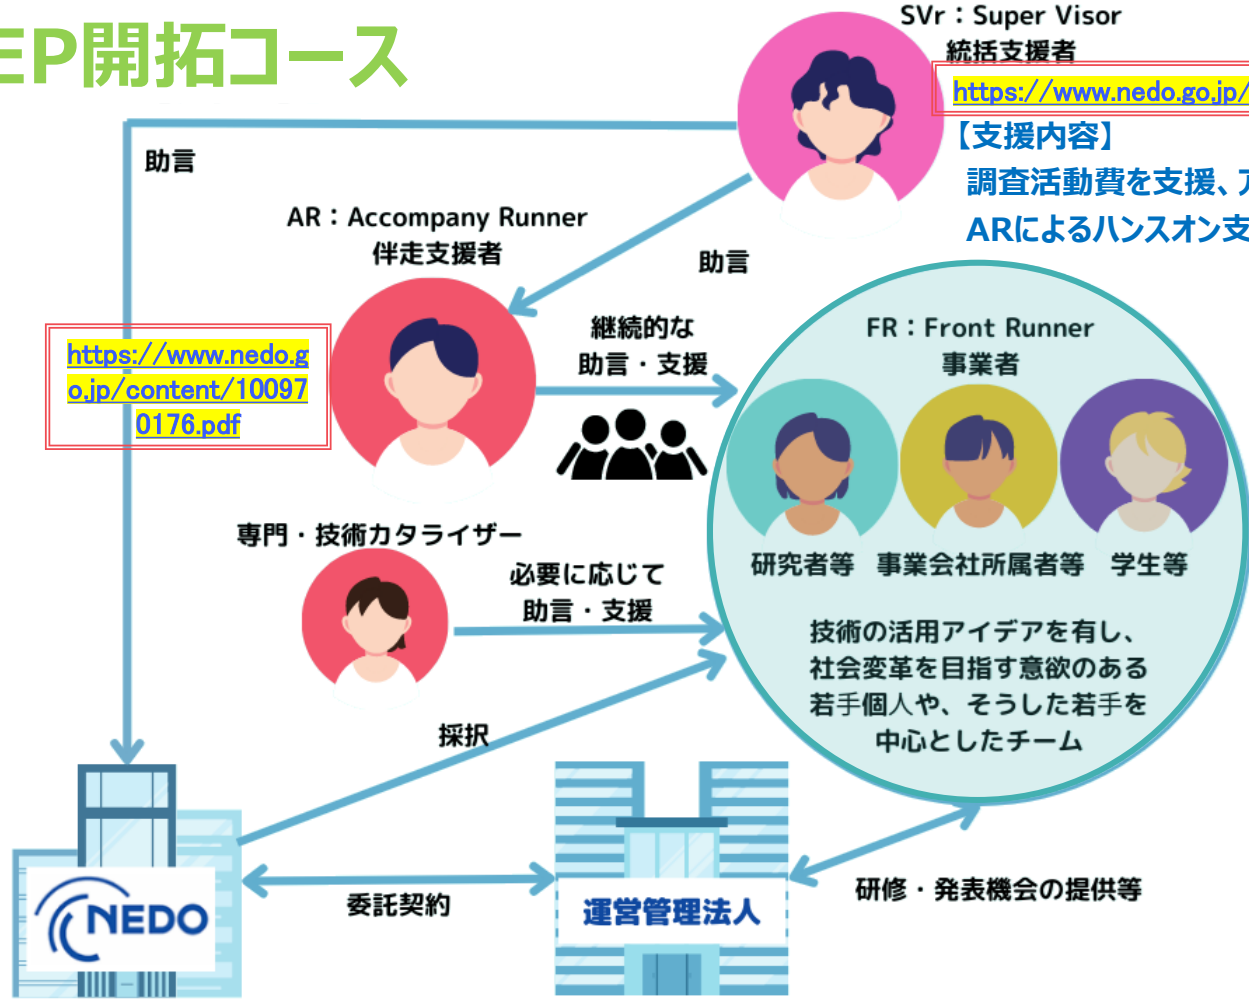 EP開拓コース
SVr：Super Visor
統括支援者
https://www.nedo.go.jp/
【支援内容】
調査活動費を支援、ア
ARによるハンスオン支
助言
AR：Accompany Runner
伴走支援者
助言
https://www.nedo.g
o.jp/content/10097
0176.pdf
継続的な
助言・支援
FR：Front Runner
事業者
専門・技術カタライザー
必要に応じて
助言・支援
研究者等 事業会社所属者等 学生等
技術の活用アイデアを有し、
社会変革を目指す意欲のある
若手個人や、そうした若手を
中心としたチーム
採択
NEDO
委託契約
運営管理法人
研修・発表機会の提供等